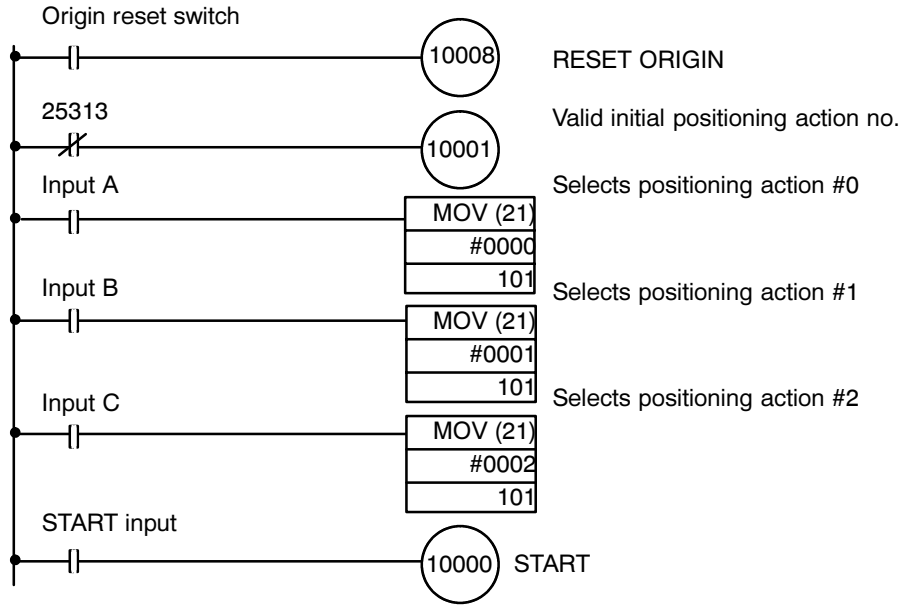 Origin reset switch
10008
RESET ORIGIN
25313
10001
Valid initial positioning action no.
Input A
MOV (21)
#0000
101
Selects positioning action #0
Input B
MOV (21)
#0001
101
Selects positioning action #1
Input C
MOV (21)
#0002
101
Selects positioning action #2
START input
10000
START